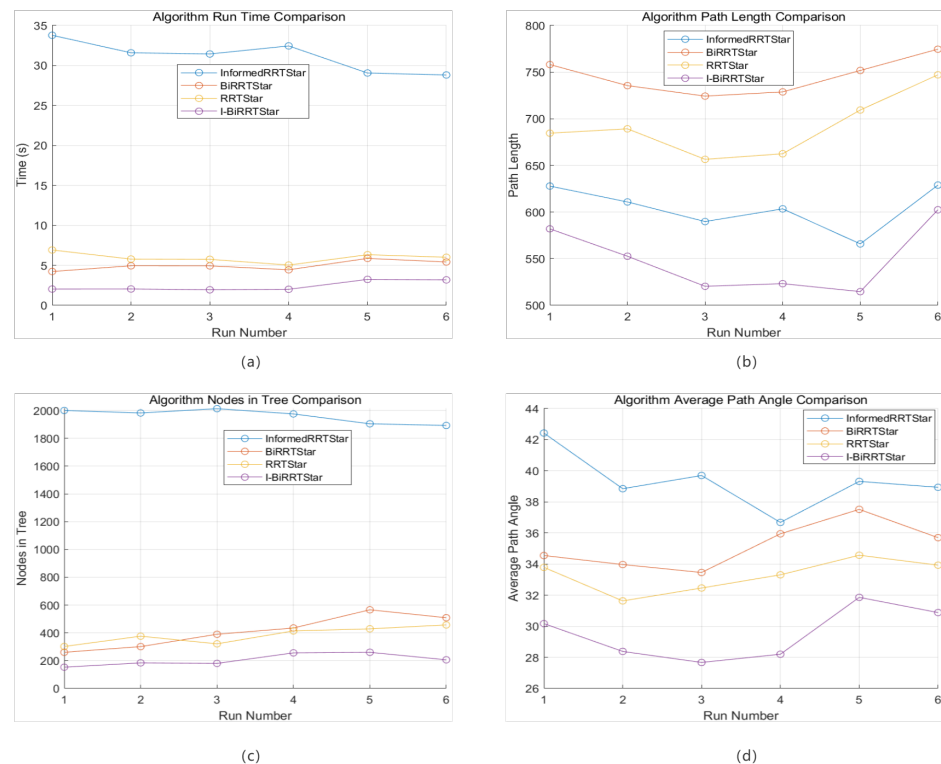 Algorithm Run Time Comparison
35
30
25
20
15
10
5
0
Time (s)
InformedRRTStar
BiRRTStar
RRTStar
I-BiRRTStar
1 2 3 4 5 6
Run Number
(a)
Algorithm Path Length Comparison
800
750
700
650
600
550
500
Path Length
InformedRRTStar
BiRRTStar
RRTStar
I-BiRRTStar
1 2 3 4 5 6
Run Number
(b)
Algorithm Nodes in Tree Comparison
2000
1800
1600
1400
1200
1000
800
600
400
200
0
Nodes in Tree
InformedRRTStar
BiRRTStar
RRTStar
I-BiRRTStar
1 2 3 4 5 6
Run Number
(c)
Algorithm Average Path Angle Comparison
44
42
40
38
36
34
32
30
28
26
Average Path Angle
InformedRRTStar
BiRRTStar
RRTStar
I-BiRRTStar
1 2 3 4 5 6
Run Number
(d)